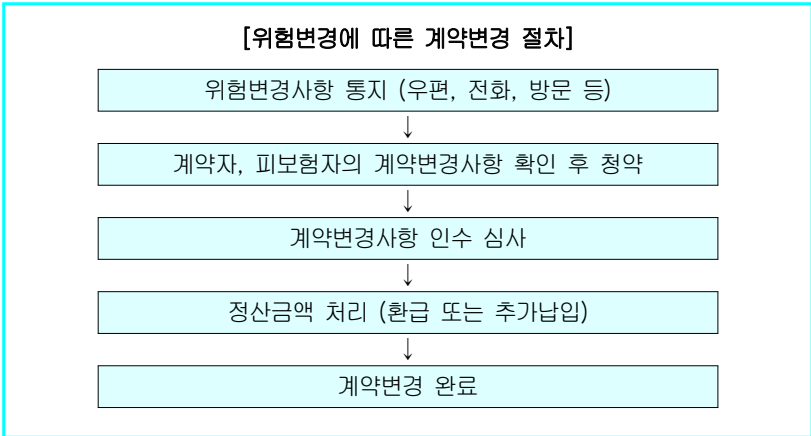 [위험변경에 따른 계약변경 절차]
위험변경사항 통지 (우편, 전화, 방문 등)
↓
계약자, 피보험자의 계약변경사항 확인 후 청약
↓
계약변경사항 인수 심사
↓
정산금액 처리 (환급 또는 추가납입)
↓
계약변경 완료